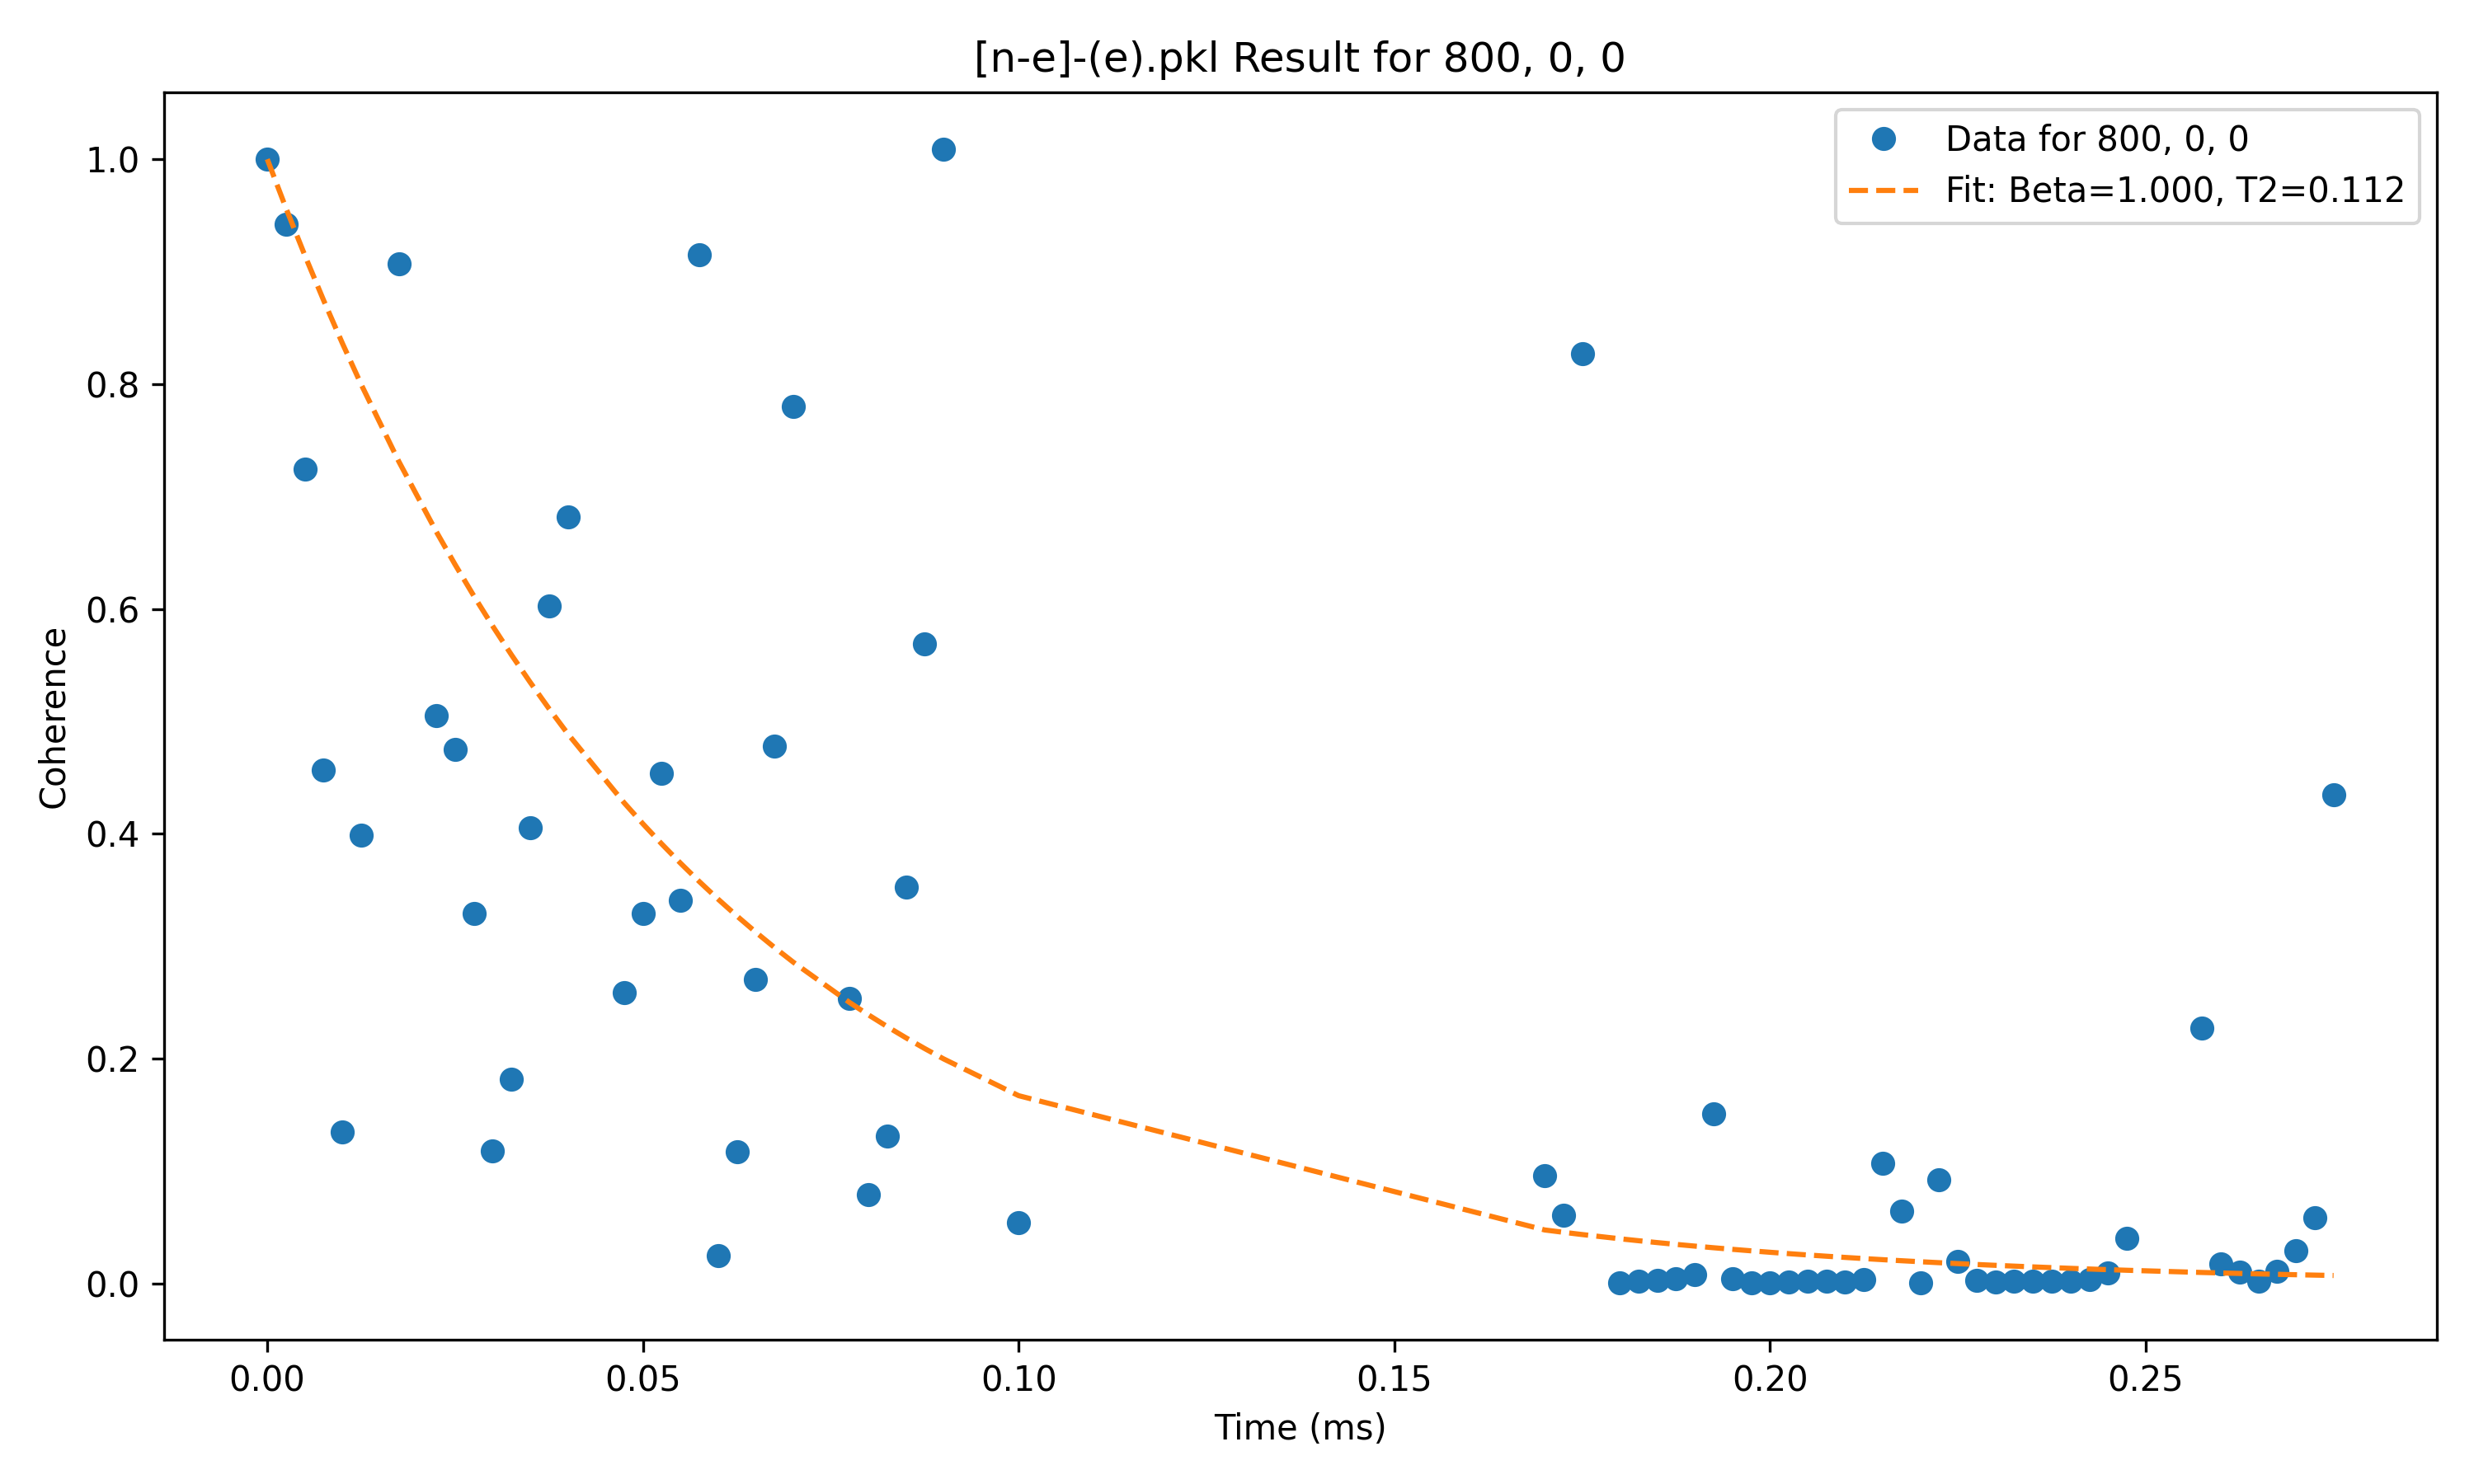 [n-e]-(e).pkl Result for 800, 0, 0
Data for 800, 0, 0
Fit: Beta=1.000, T2=0.112
Coherence
1.0
0.8
0.6
0.4
0.2
0.0
0.00 0.05 0.10 0.15 0.20 0.25
Time (ms)